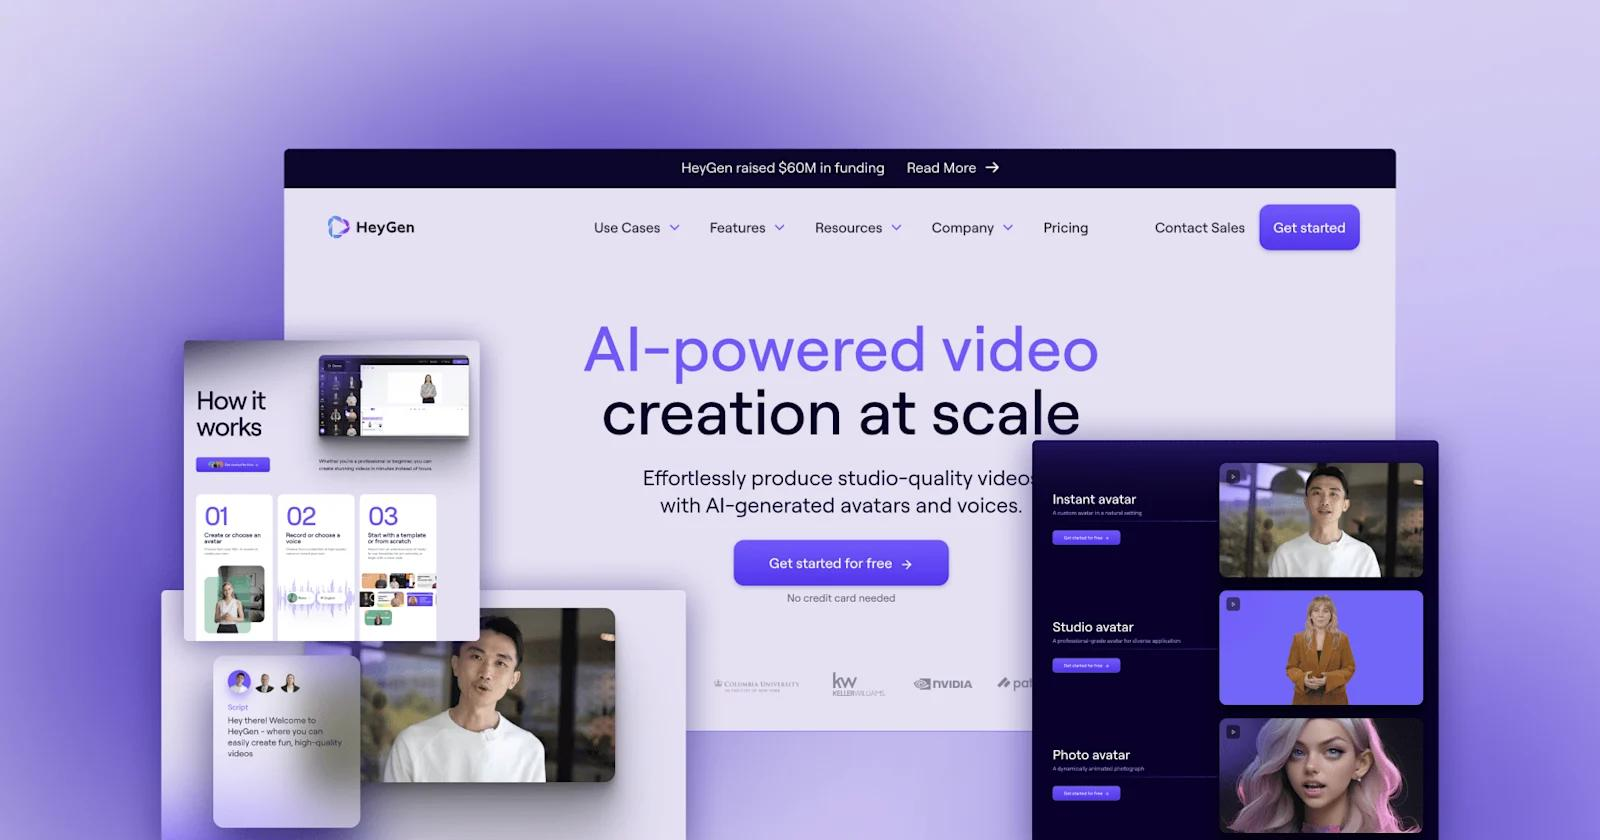 HeyGen raised $60M in funding Read More →
HeyGen
Use Cases Features Resources Company Pricing Contact Sales Get started
AI-powered video
creation at scale
Effortlessly produce studio-quality videos
with AI-generated avatars and voices.
Get started for free →
No credit card needed
COLUMBIA UNIVERSITY
IN THE CITY OF NEW YORK
kw
KELLERWILLIAMS.
NVIDIA
pat
How it
works
Get started for free →
Whether you're a professional or beginner, you can
create stunning videos in minutes instead of hours.
01
Create or choose an
avatar
02
Record or choose a
voice
03
Start with a template
or from scratch
Script
Hey there! Welcome to
HeyGen - where you can
easily create fun, high-quality
videos
Instant avatar
A custom avatar in a natural setting
Get started for free →
Studio avatar
A professional-grade avatar for diverse application
Get started for free →
Photo avatar
A dynamically animated photograph
Get started for free →